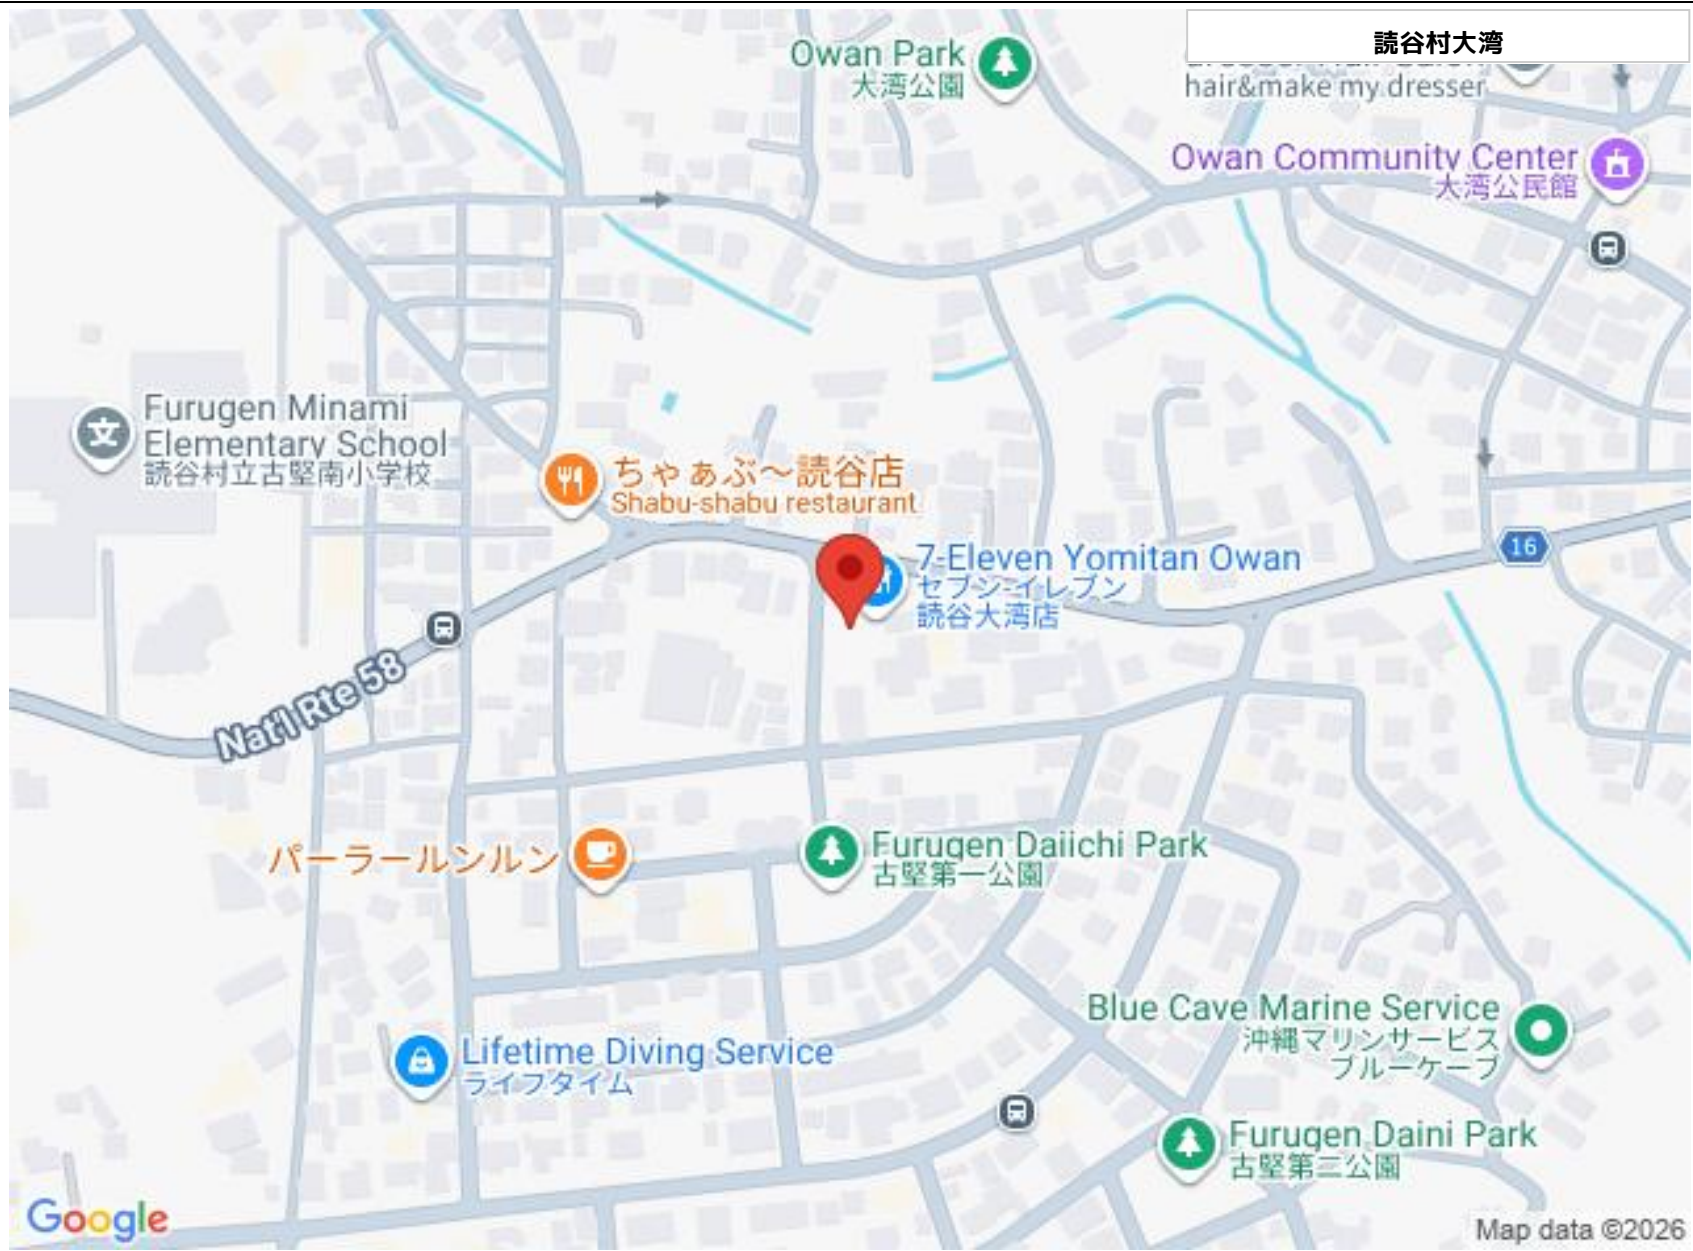 読谷村大湾
Owan Park
大湾公園
hair&make my dresser
Owan Community Center
大湾公民館
Furugen Minami
Elementary School
読谷村立古堅南小学校
ちゃぁぶ〜読谷店
Shabu-shabu restaurant
7-Eleven Yomitan Owan
セブン-イレブン
読谷大湾店
16
Nat'l Rte 58
パーラールンルン
Furugen Daiichi Park
古堅第一公園
Blue Cave Marine Service
沖縄マリンサービス
ブルーケーブ
Lifetime Diving Service
ライフタイム
Furugen Daini Park
古堅第二公園
Google
Map data ©2026